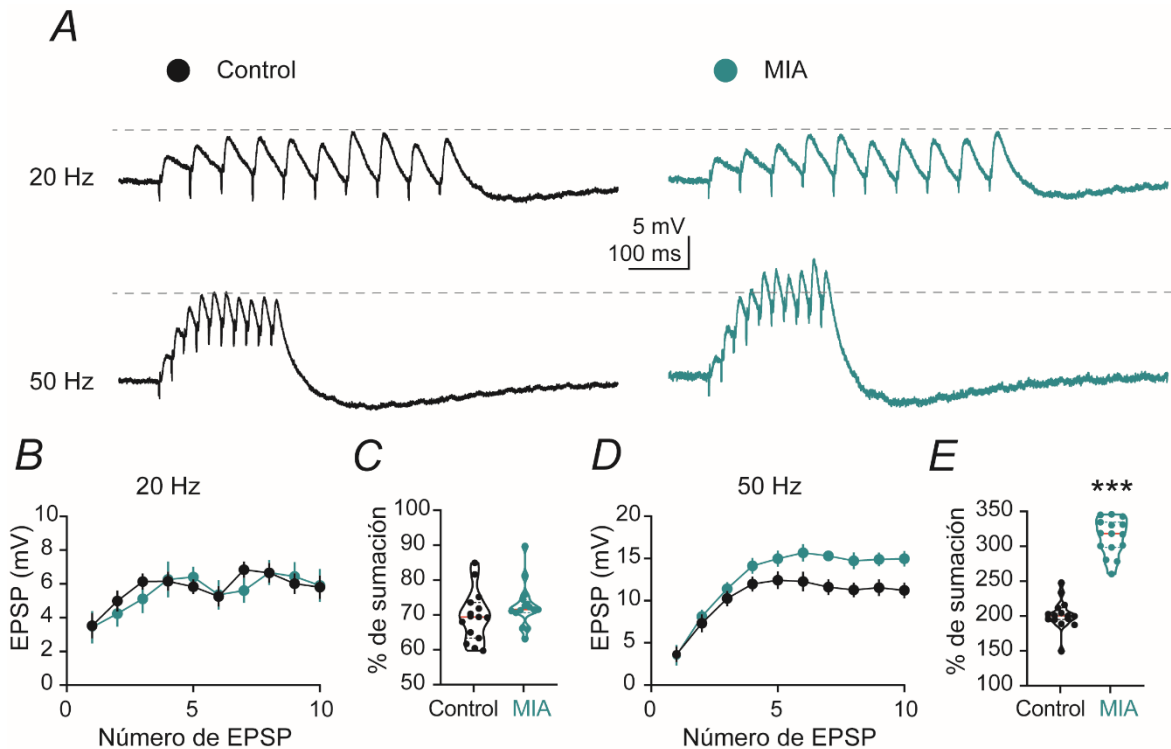 A
Control
MIA
20 Hz
5 mV
100 ms
50 Hz
B
20 Hz
EPSP (mV)
10
8
6
4
2
0
0
5
10
Número de EPSP
C
% de sumación
100
90
80
70
60
50
Control
MIA
D
50 Hz
EPSP (mV)
20
15
10
5
0
0
5
10
Número de EPSP
E
***
% de sumación
350
300
250
200
150
100
Control
MIA